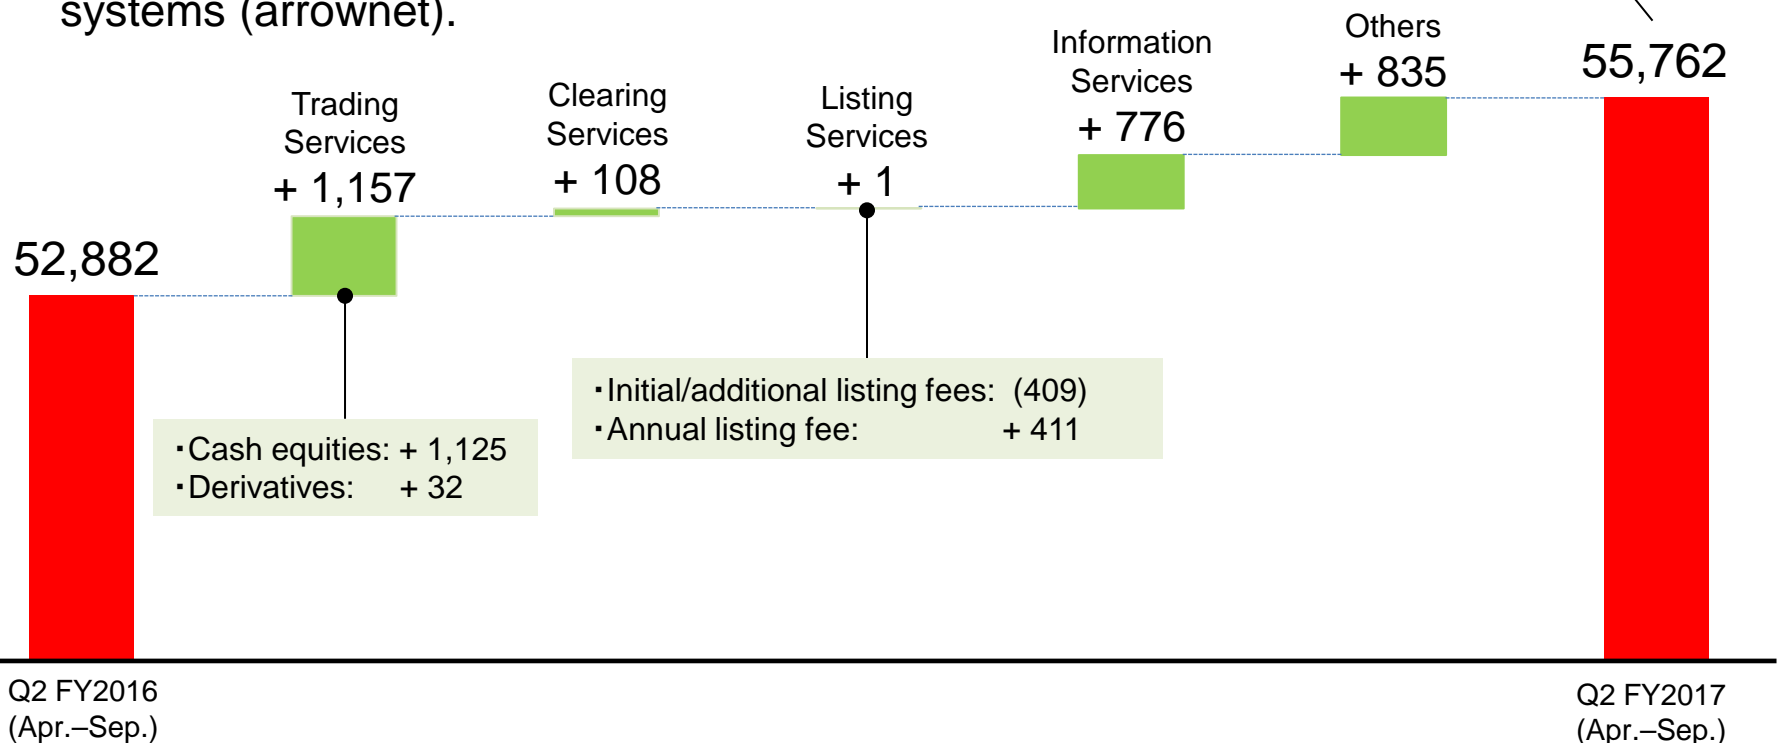 systems (arrownet).
Others
+ 835
55,762
Information
Services
+ 776
Trading
Services
+ 1,157
Clearing
Services
+ 108
Listing
Services
+ 1
52,882
･Initial/additional listing fees: (409)
･Annual listing fee: + 411
･Cash equities: + 1,125
･Derivatives: + 32
Q2 FY2016
(Apr.–Sep.)
Q2 FY2017
(Apr.–Sep.)